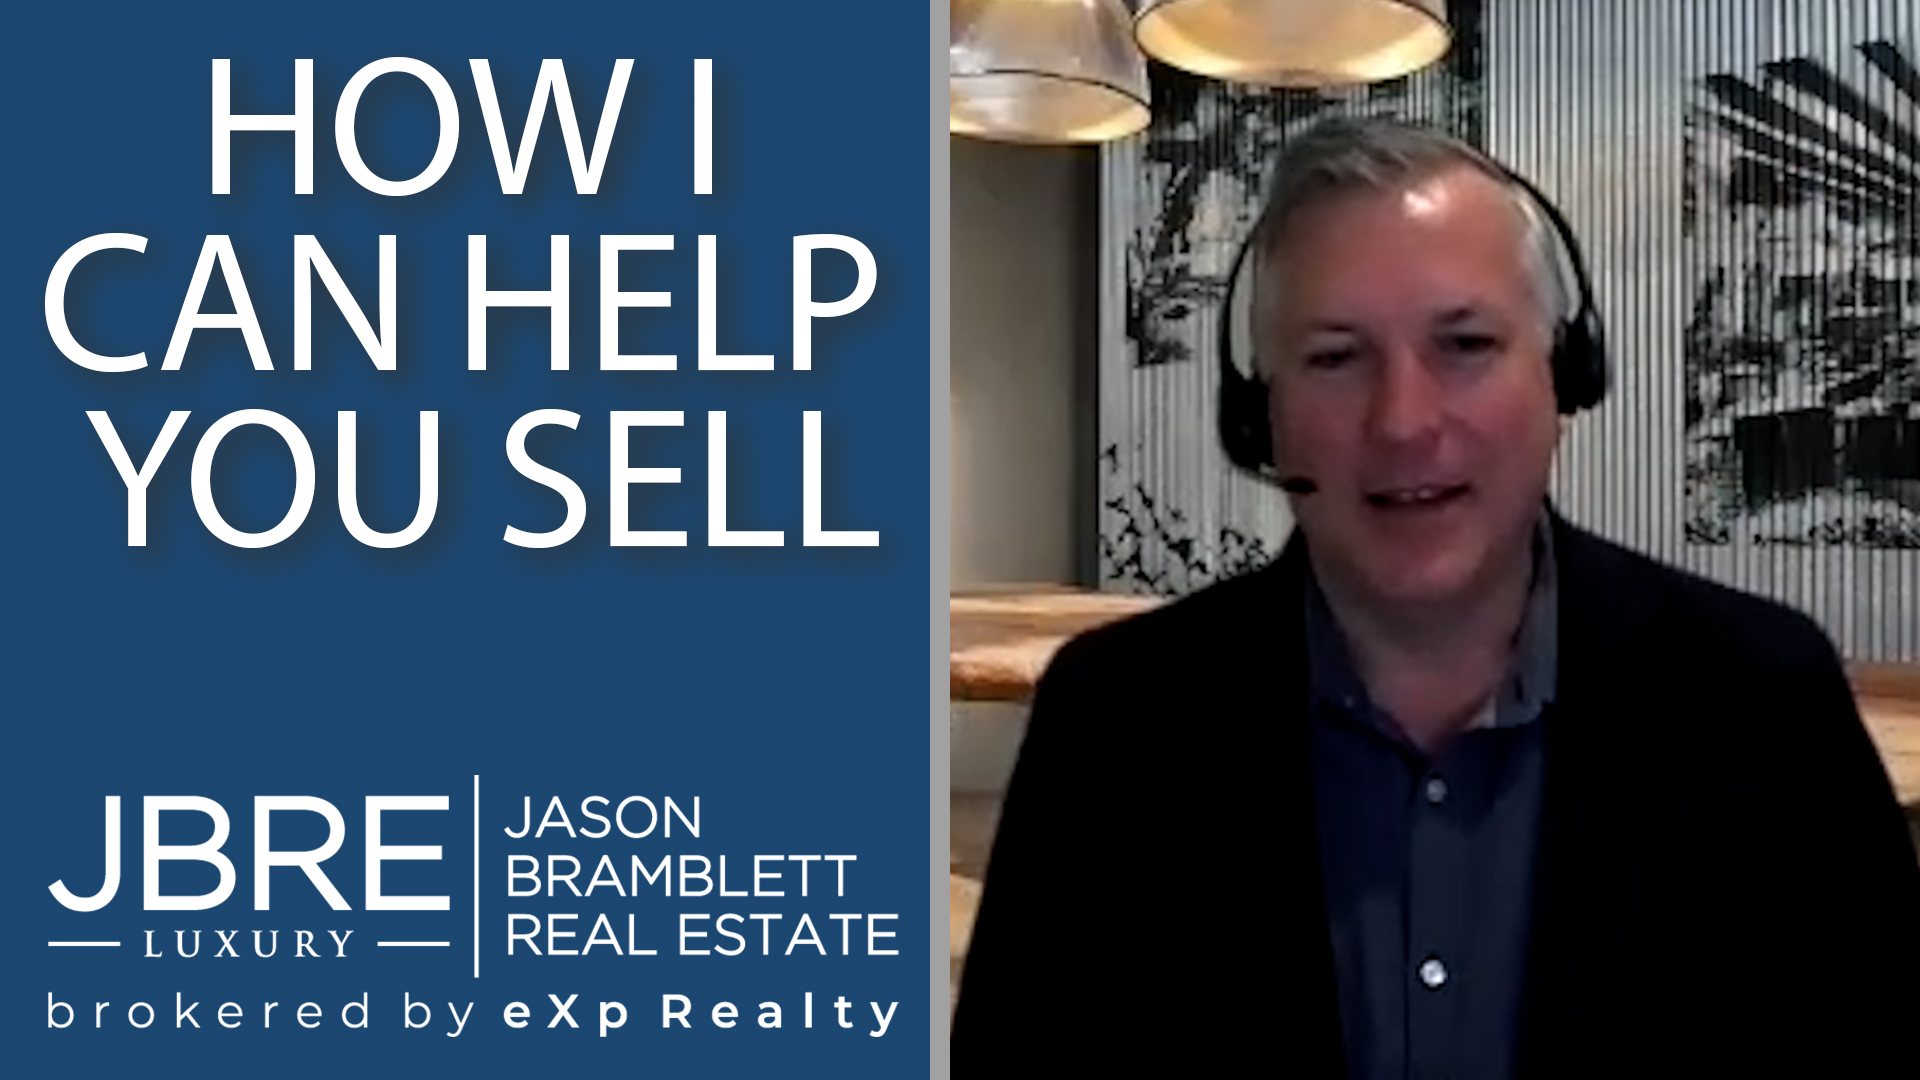 HOW I
CAN HELP
YOU SELL
JBRE
LUXURY
JASON
BRAMBLETT
REAL ESTATE
brokered by eXp Realty